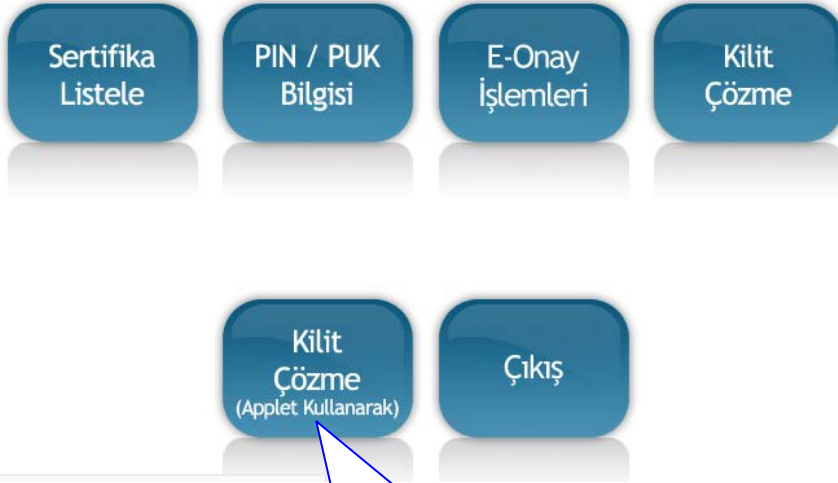 Sertifika
Listele
PIN / PUK
Bilgisi
E-Onay
İşlemleri
Kilit
Çözme
Kilit
Çözme
(Applet Kullanarak)
Çıkış